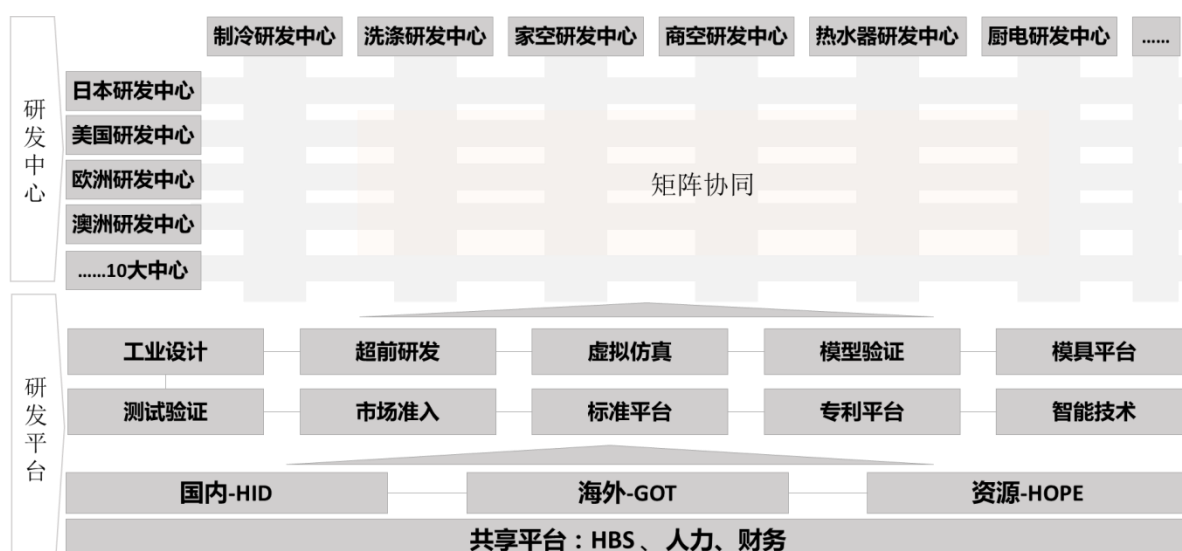 制冷研发中心 洗涤研发中心 家空研发中心 商空研发中心 热水器研发中心 厨电研发中心 ......
研发中心
日本研发中心
美国研发中心
欧洲研发中心
澳洲研发中心
......10大中心
矩阵协同
研发平台
工业设计 超前研发 虚拟仿真 模型验证 模具平台
测试验证 市场准入 标准平台 专利平台 智能技术
国内-HID 海外-GOT 资源-HOPE
共享平台：HBS 、 人力、财务